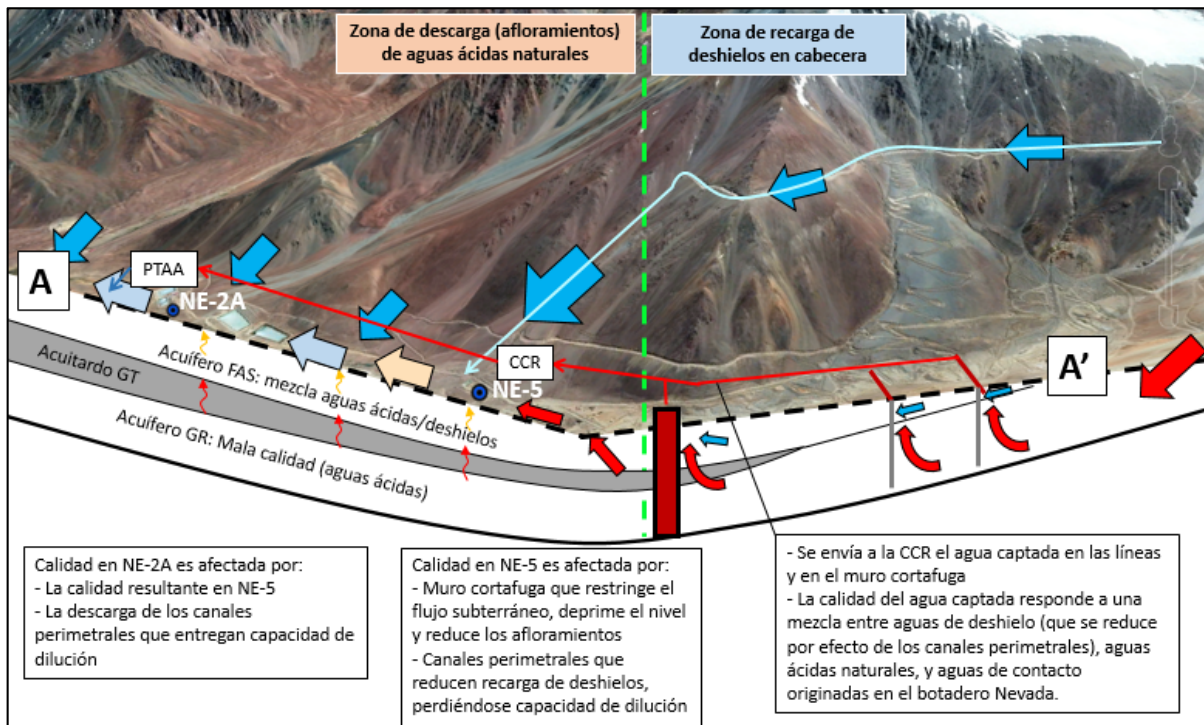 Zona de descarga (afloramientos)
de aguas ácidas naturales
Zona de recarga de
deshielos en cabecera
A
PTAA
NE-2A
CCR
NE-5
A'
Acuitardo GT
Acuífero FAS: mezcla aguas ácidas/deshielos
Acuífero GR: Mala calidad (aguas ácidas)
Calidad en NE-2A es afectada por:
- La calidad resultante en NE-5
- La descarga de los canales
perimetrales que entregan capacidad de
dilución
Calidad en NE-5 es afectada por:
- Muro cortafuga que restringe el
flujo subterráneo, deprime el nivel
y reduce los afloramientos
- Canales perimetrales que
reducen recarga de deshielos,
perdiéndose capacidad de dilución
- Se envía a la CCR el agua captada en las líneas
y en el muro cortafuga
- La calidad del agua captada responde a una
mezcla entre aguas de deshielo (que se reduce
por efecto de los canales perimetrales), aguas
ácidas naturales, y aguas de contacto
originadas en el botadero Nevada.